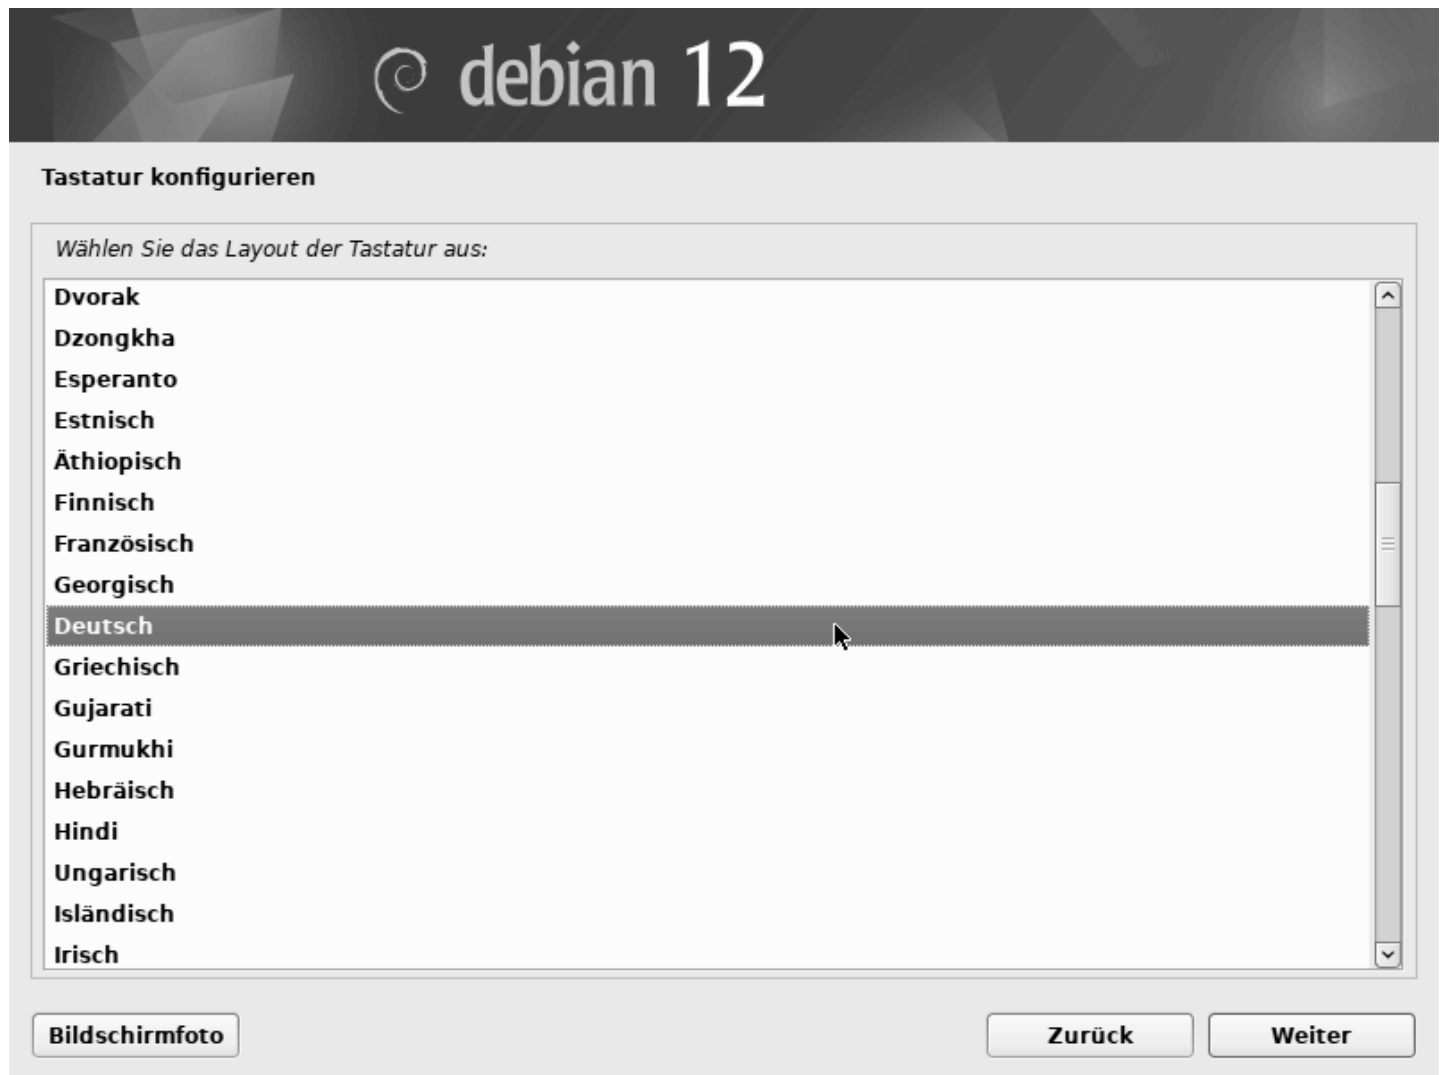 debian 12
Tastatur konfigurieren
Wählen Sie das Layout der Tastatur aus:
Dvorak
Dzongkha
Esperanto
Estnisch
Äthiopisch
Finnisch
Französisch
Georgisch
Deutsch
Griechisch
Gujarati
Gurmukhi
Hebräisch
Hindi
Ungarisch
Isländisch
Irisch
Bildschirmfoto Zurück Weiter